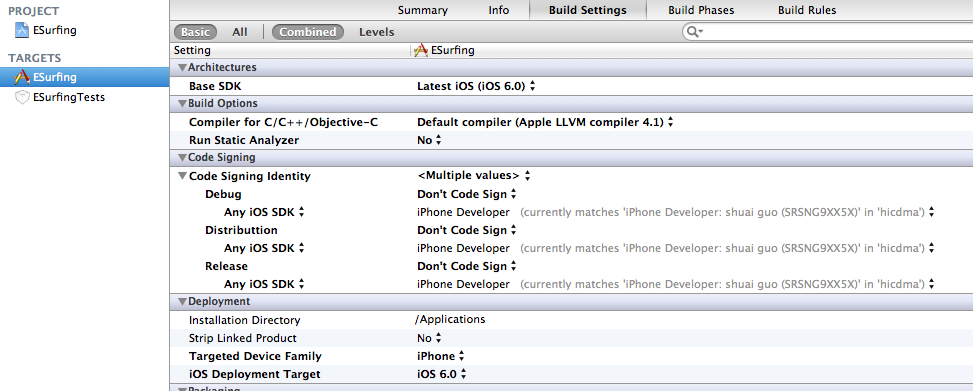 PROJECT
ESurfing
TARGETS
ESurfing
ESurfingTests
Summary Info Build Settings Build Phases Build Rules
Basic All Combined Levels
Setting ESurfing
Architectures
Base SDK Latest iOS (iOS 6.0)
Build Options
Compiler for C/C++/Objective-C Default compiler (Apple LLVM compiler 4.1)
Run Static Analyzer No
Code Signing
Code Signing Identity <Multiple values>
Debug Don't Code Sign
Any iOS SDK iPhone Developer (currently matches 'iPhone Developer: shuai guo (SRSNG9XX5X)' in 'hicdma')
Distributtion Don't Code Sign
Any iOS SDK iPhone Developer (currently matches 'iPhone Developer: shuai guo (SRSNG9XX5X)' in 'hicdma')
Release Don't Code Sign
Any iOS SDK iPhone Developer (currently matches 'iPhone Developer: shuai guo (SRSNG9XX5X)' in 'hicdma')
Deployment
Installation Directory /Applications
Strip Linked Product No
Targeted Device Family iPhone
iOS Deployment Target iOS 6.0
Packaging